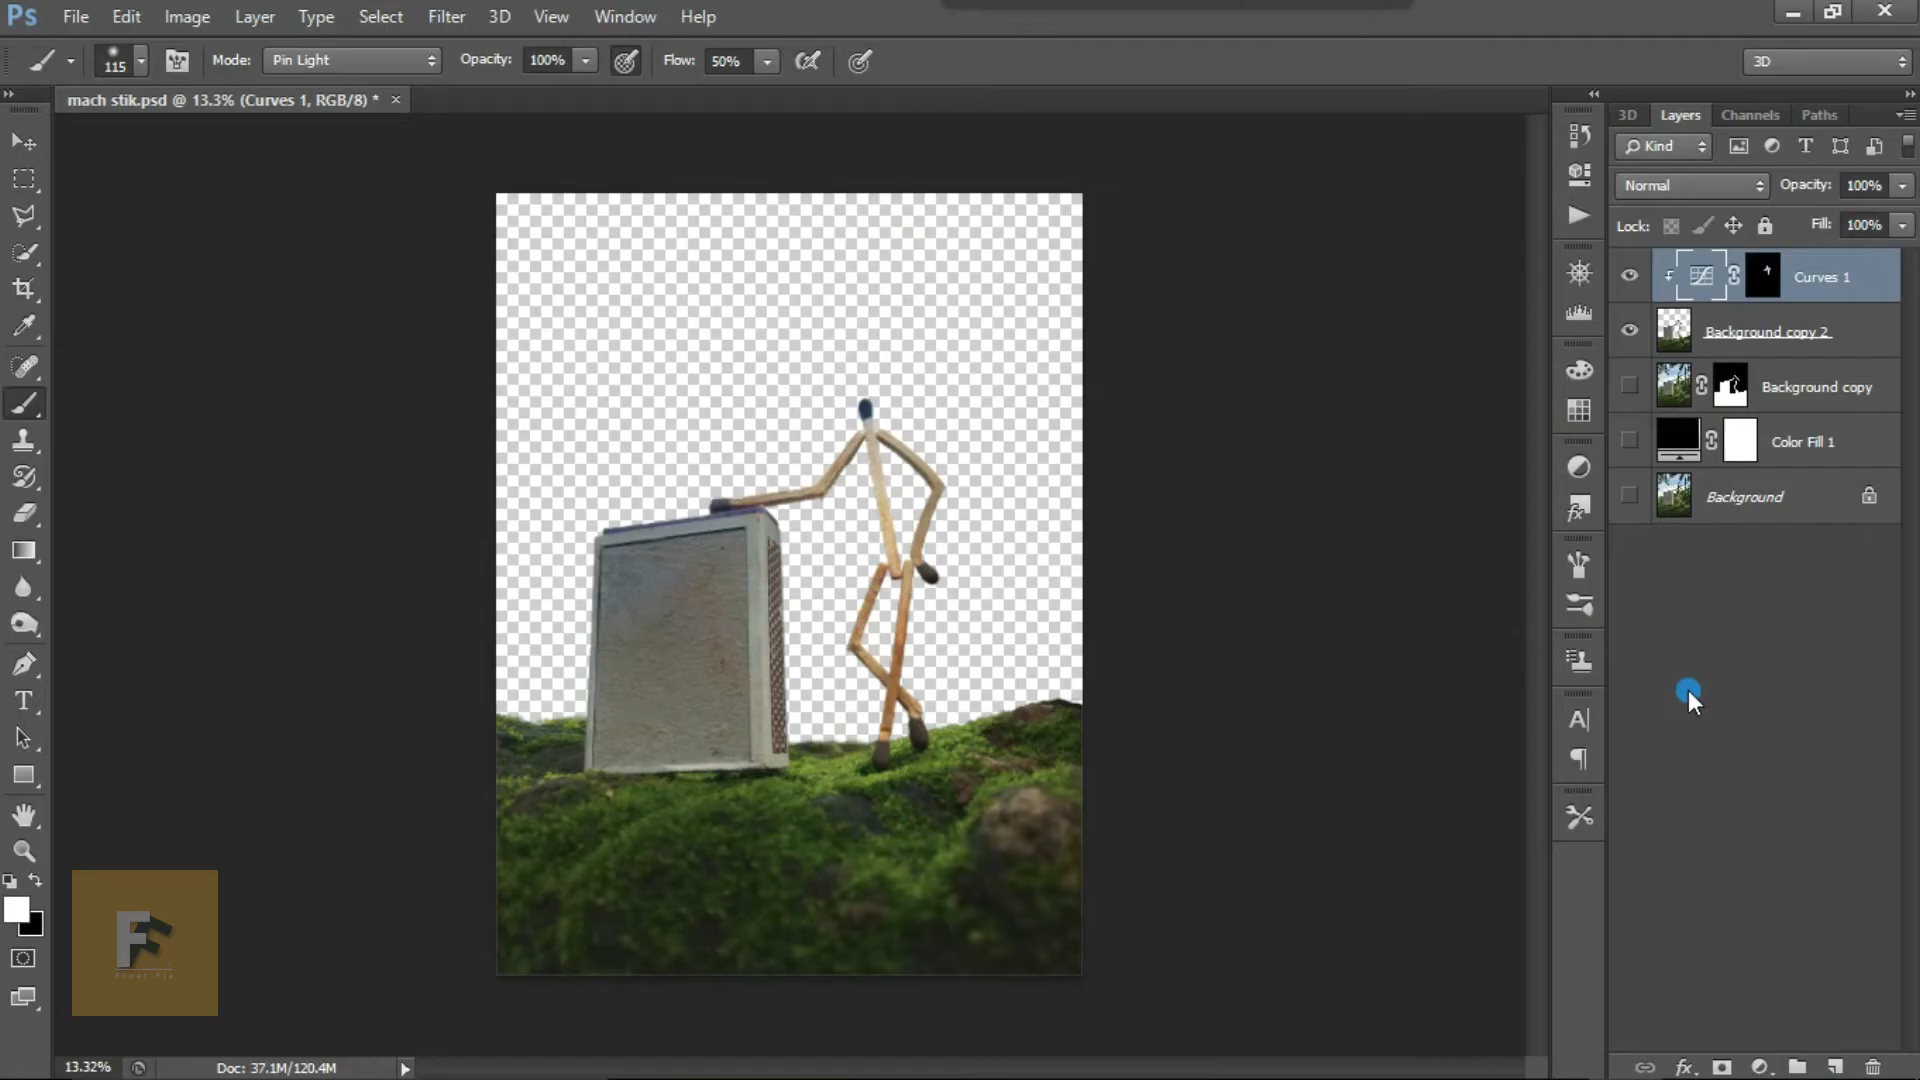 Ps File Edit Image Layer Type Select Filter 3D View Window Help
115 Mode: Pin Light Opacity: 100% Flow: 50% 3D
mach stik.psd @ 13.3% (Curves 1, RGB/8) * ×
3D Layers Channels Paths
Kind
Normal Opacity: 100%
Lock: Fill: 100%
Curves 1
Background copy 2
Background copy
Color Fill 1
Background
13.32% Doc: 37.1M/120.4M